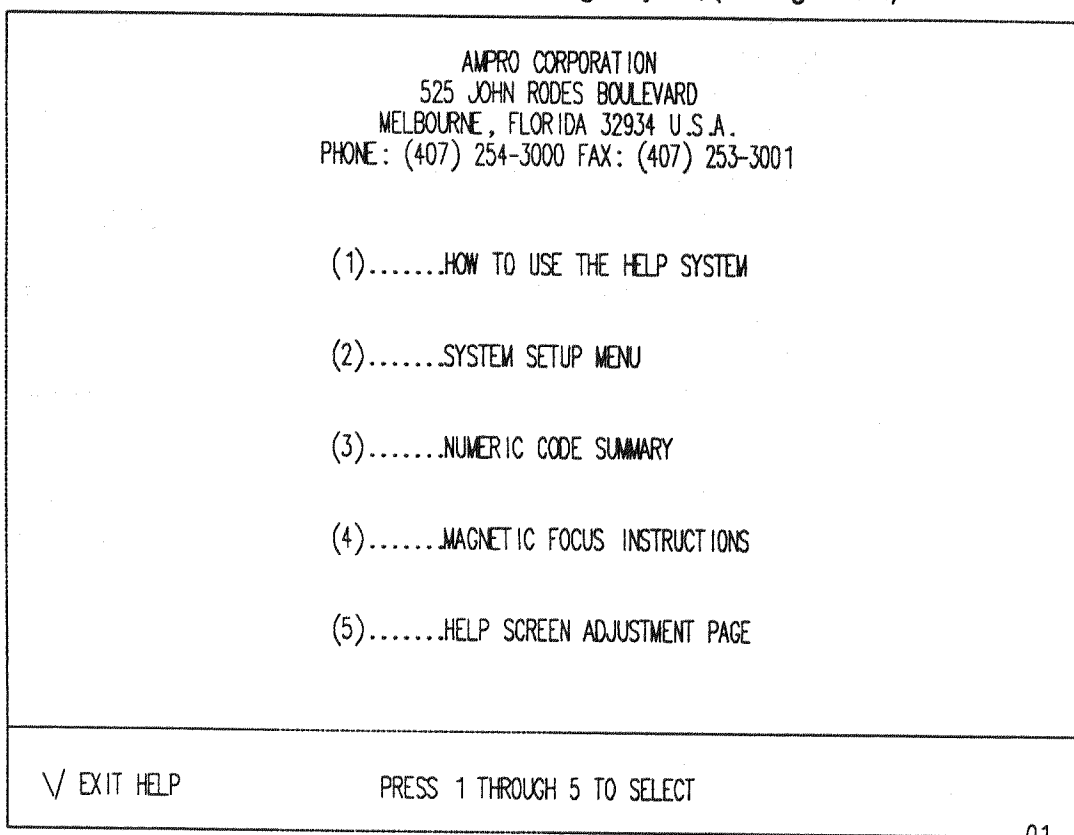 AMPRO CORPORATION
525 JOHN RODES BOULEVARD
MELBOURNE, FLORIDA 32934 U.S.A.
PHONE: (407) 254-3000 FAX: (407) 253-3001
(1).......HOW TO USE THE HELP SYSTEM
(2).......SYSTEM SETUP MENU
(3).......NUMERIC CODE SUMMARY
(4).......MAGNETIC FOCUS INSTRUCTIONS
(5).......HELP SCREEN ADJUSTMENT PAGE
\/ EXIT HELP PRESS 1 THROUGH 5 TO SELECT